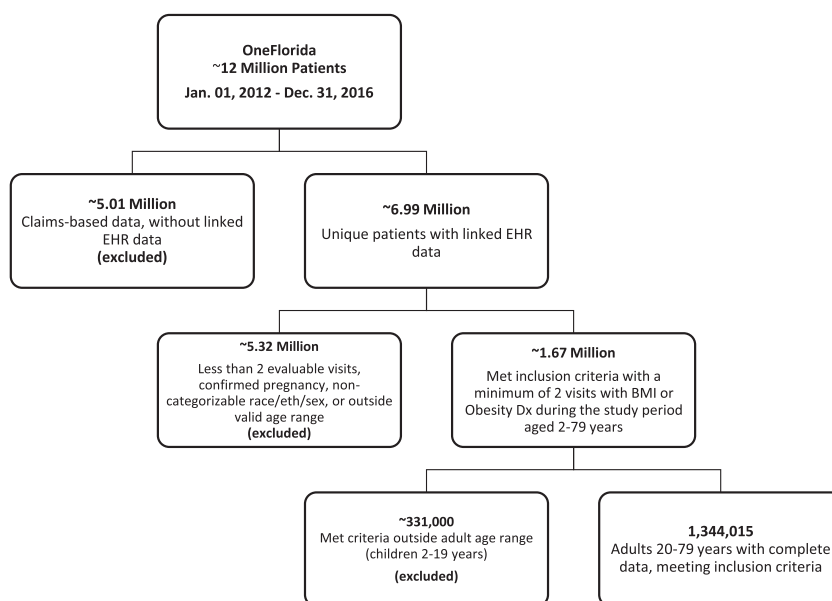 OneFlorida
~12 Million Patients
Jan. 01, 2012 - Dec. 31, 2016
~5.01 Million
Claims-based data, without linked
EHR data
(excluded)
~6.99 Million
Unique patients with linked EHR
data
~5.32 Million
Less than 2 evaluable visits,
confirmed pregnancy, non-
categorizable race/eth/sex, or outside
valid age range
(excluded)
~1.67 Million
Met inclusion criteria with a
minimum of 2 visits with BMI or
Obesity Dx during the study period
aged 2-79 years
~331,000
Met criteria outside adult age range
(children 2-19 years)
(excluded)
1,344,015
Adults 20-79 years with complete
data, meeting inclusion criteria